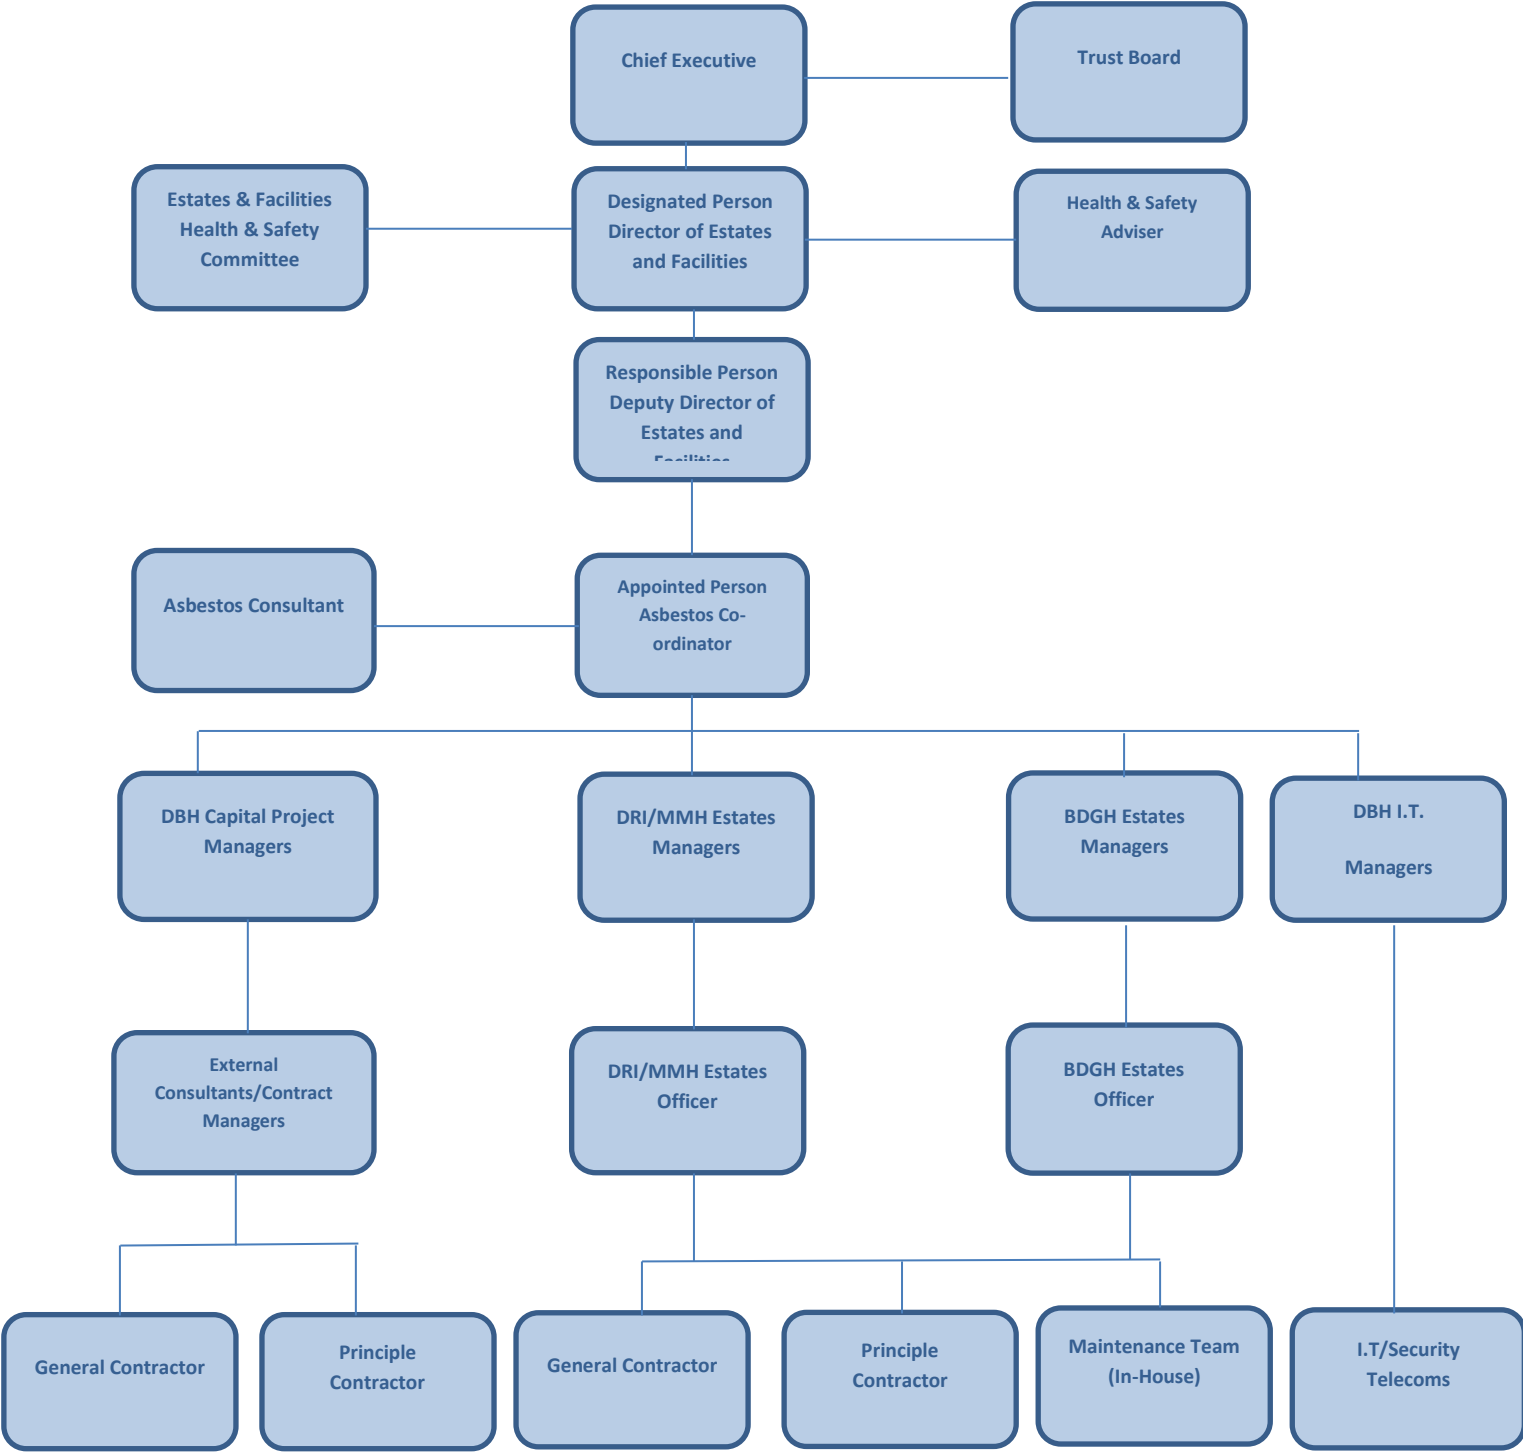 Chief Executive
Trust Board
Estates & Facilities
Health & Safety
Committee
Designated Person
Director of Estates
and Facilities
Health & Safety
Adviser
Responsible Person
Deputy Director of
Estates and
Facilities
Asbestos Consultant
Appointed Person
Asbestos Co-
ordinator
DBH Capital Project
Managers
DRI/MMH Estates
Managers
BDGH Estates
Managers
DBH I.T.
Managers
External
Consultants/Contract
Managers
DRI/MMH Estates
Officer
BDGH Estates
Officer
General Contractor
Principle
Contractor
General Contractor
Principle
Contractor
Maintenance Team
(In-House)
I.T/Security
Telecoms